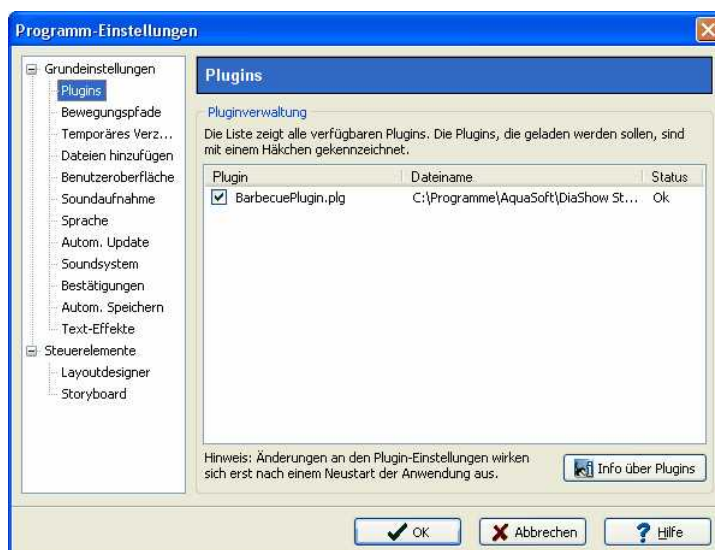 Programm-Einstellungen
Grundeinstellungen
Plugins
Bewegungspfade
Temporäres Verz...
Dateien hinzufügen
Benutzeroberfläche
Soundaufnahme
Sprache
Autom. Update
Soundsystem
Bestätigungen
Autom. Speichern
Text-Effekte
Steuerelemente
Layoutdesigner
Storyboard
Plugins
Pluginverwaltung
Die Liste zeigt alle verfügbaren Plugins. Die Plugins, die geladen werden sollen, sind
mit einem Häkchen gekennzeichnet.
Plugin Dateiname Status
BarbecuePlugin.plg C:\Programme\AquaSoft\DiaShow St... Ok
Hinweis: Änderungen an den Plugin-Einstellungen wirken
sich erst nach einem Neustart der Anwendung aus.
Info über Plugins
OK Abbrechen Hilfe